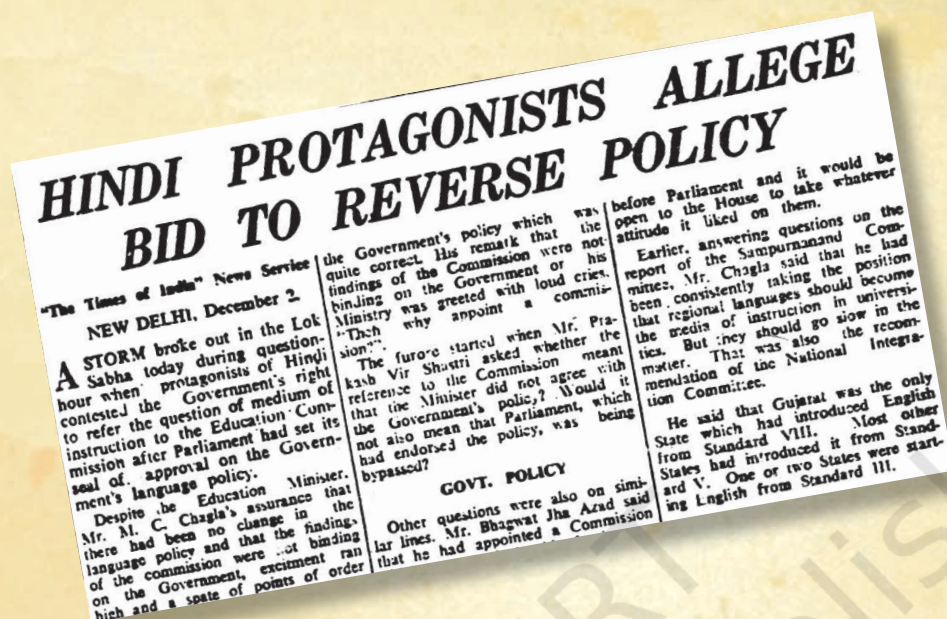 HINDI PROTAGONISTS ALLEGE
BID TO REVERSE POLICY
"The Times of India" News Service
NEW DELHI, December 2.
A STORM broke out in the Lok
Sabha today during question-
hour when protagonists of Hindi
contested the Government's right
to refer the question of medium of
instruction to the Education Com-
mission after Parliament had set its
seal of approval on the Govern-
ment's language policy.
Despite the Education Minister,
Mr. M. C. Chagla's assurance that
there had been no change in the
language policy and that the findings
of the commission were not binding
on the Government, excitment ran
high and a spate of points of order
the Government's policy which was
quite correct. His remark that the
findings of the Commission were not
binding on the Government or his
Ministry was greeted with loud cries,
"Then why appoint a commis-
sion?".
The furore started when Mr. Pra-
kash Vir Shastri asked whether the
reference to the Commission meant
that the Minister did not agree with
the Government's policy? Would it
not also mean that Parliament, which
had endorsed the policy, was being
bypassed?
GOVT. POLICY
Other questions were also on simi-
lar lines. Mr. Bhagwat Jha Azad said
that he had appointed a Commission
before Parliament and it would be
open to the House to take whatever
attitude it liked on them.
Earlier, answering questions on the
report of the Sampurnanand Com-
mittee, Mr. Chagla said that he had
been consistently taking the position
that regional languages should become
the media of instruction in universi-
ties. But they should go slow in the
matter. That was also the recom-
mendation of the National Integra-
tion Committee.
He said that Gujarat was the only
State which had introduced English
from Standard VIII. Most other
States had introduced it from Stand-
ard V. One or two States were start-
ing English from Standard III.